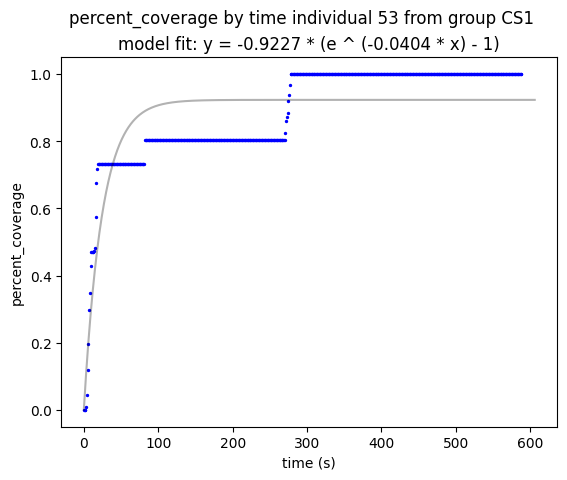 percent_coverage by time individual 53 from group CS1
model fit: y = -0.9227 * (e ^ (-0.0404 * x) - 1)
1.0
0.8
0.6
0.4
0.2
0.0
percent_coverage
0 100 200 300 400 500 600
time (s)